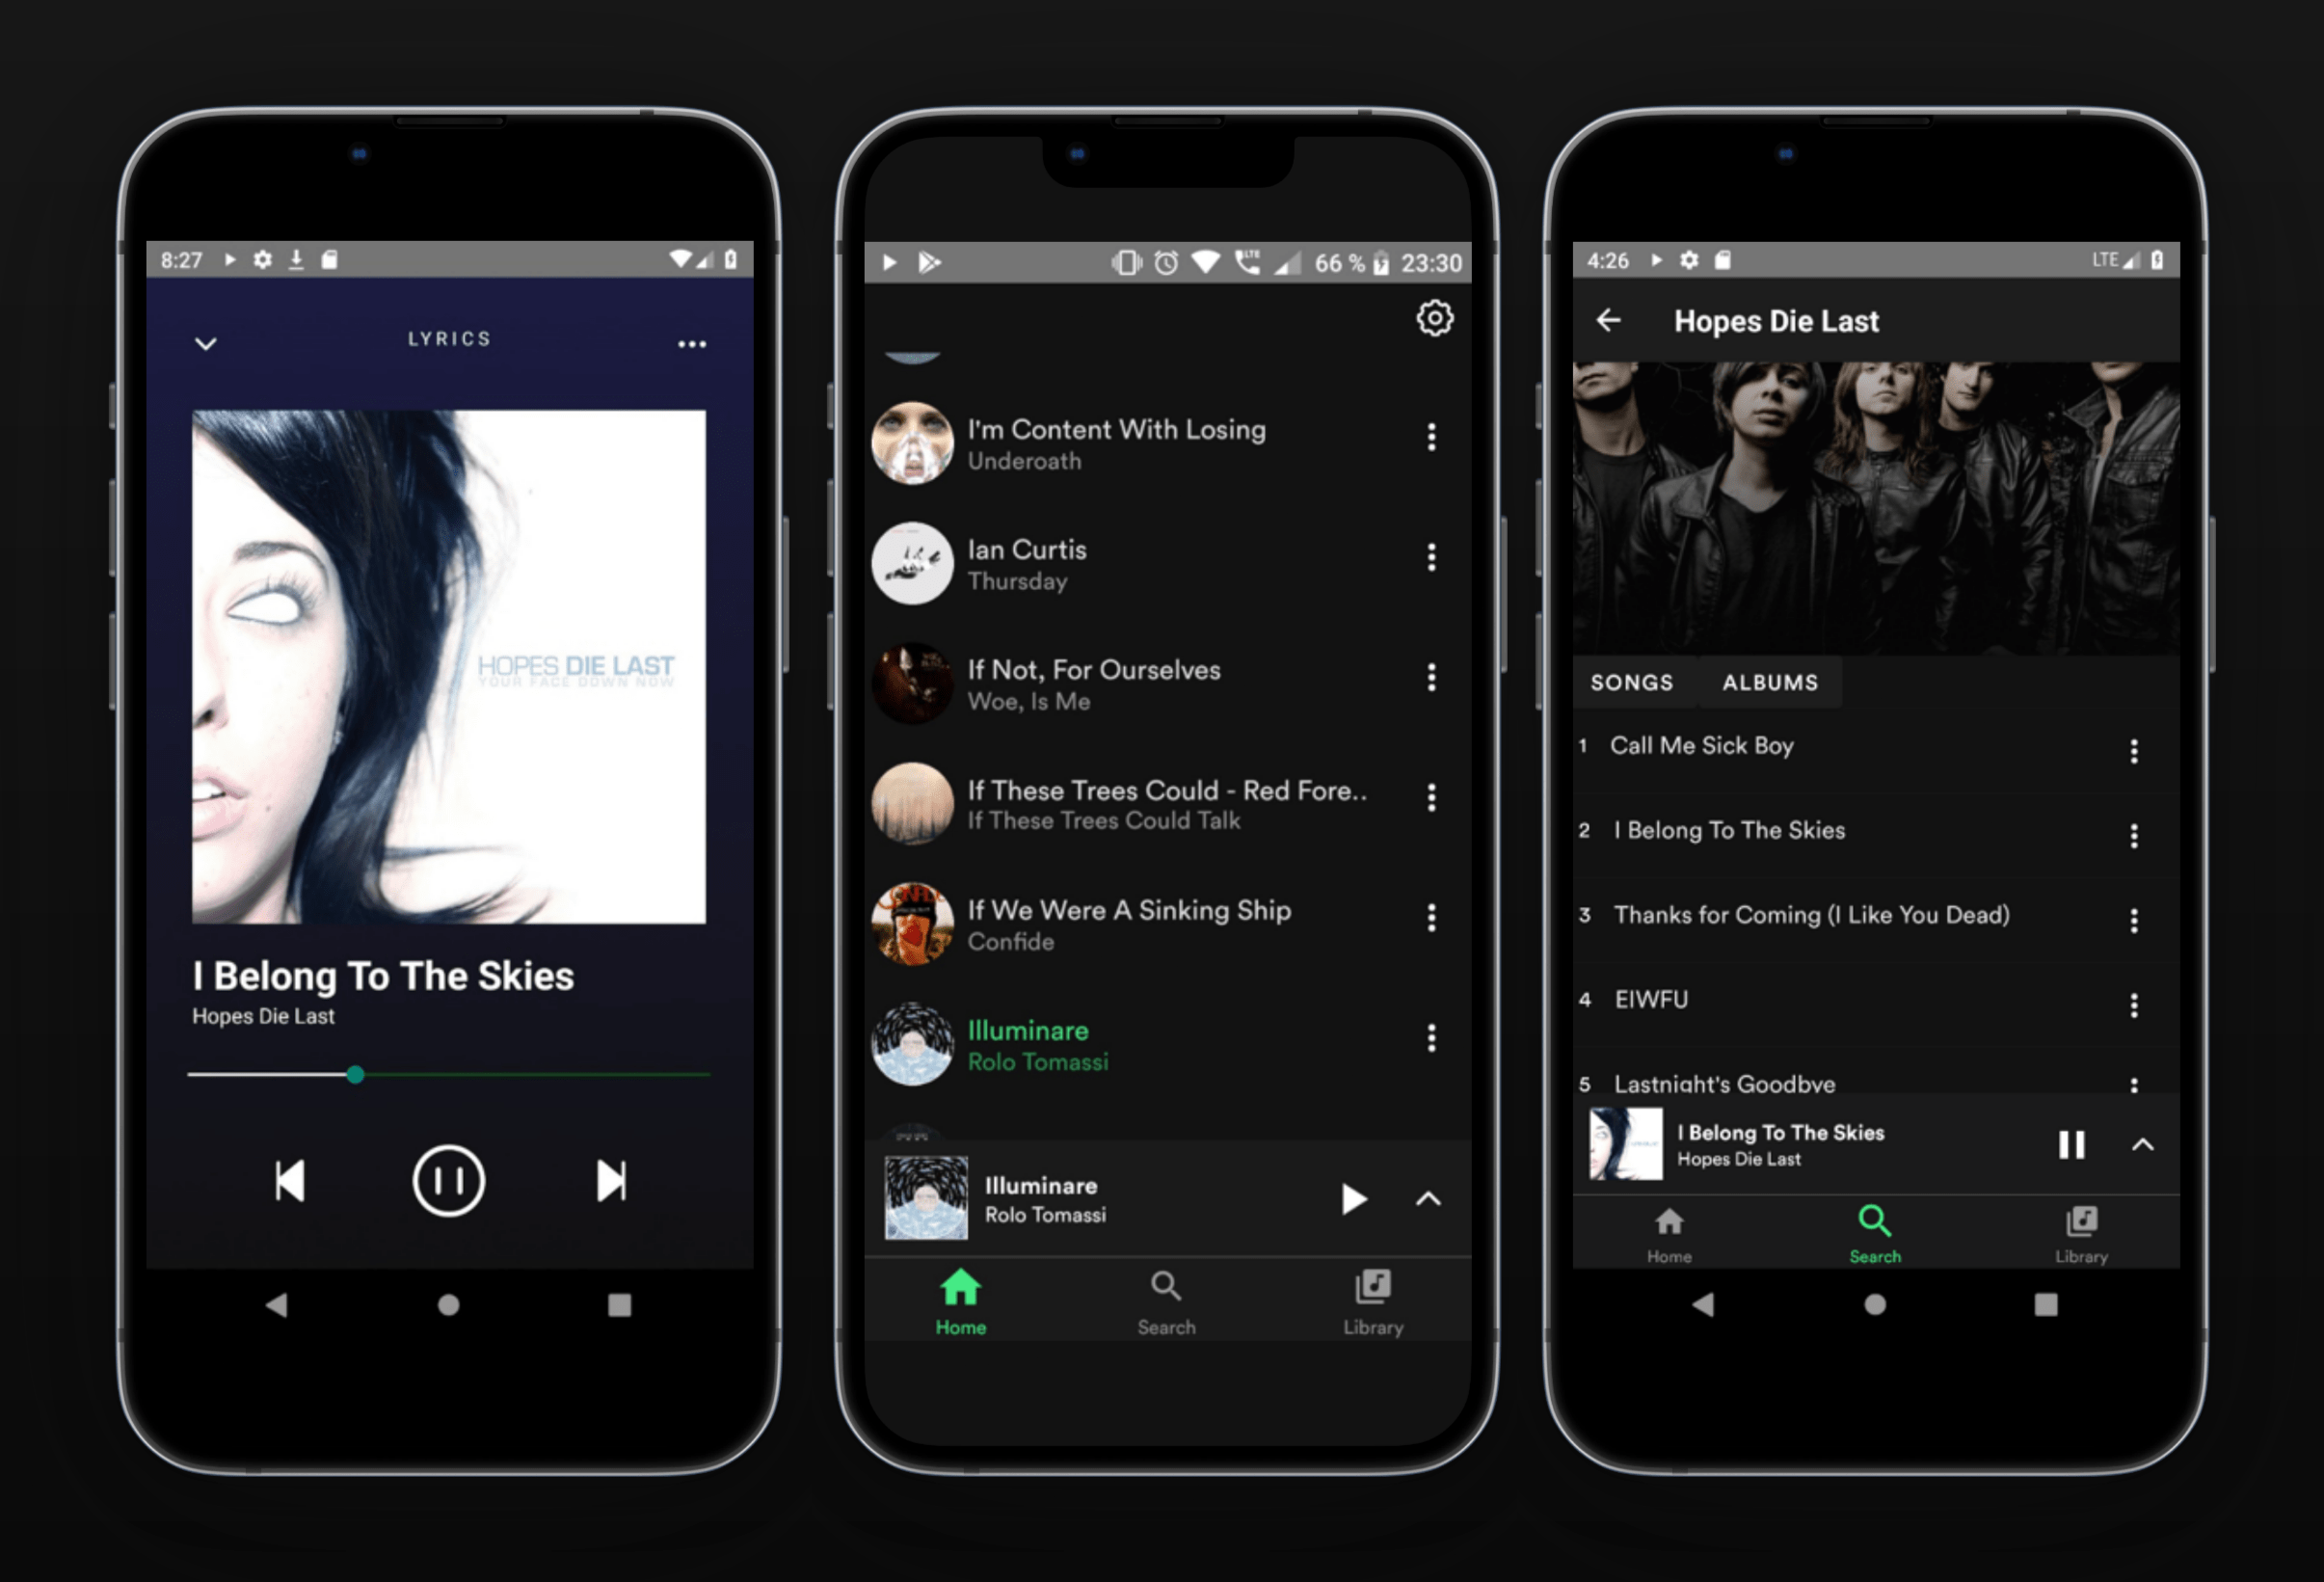 8:27
LYRICS
HOPES DIE LAST
YOUR FACE DOWN NOW
I Belong To The Skies
Hopes Die Last
LTE 66 % 23:30
I'm Content With Losing
Underoath
Ian Curtis
Thursday
If Not, For Ourselves
Woe, Is Me
If These Trees Could - Red Fore..
If These Trees Could Talk
If We Were A Sinking Ship
Confide
Illuminare
Rolo Tomassi
Illuminare
Rolo Tomassi
Home Search Library
4:26 LTE
Hopes Die Last
SONGS ALBUMS
1 Call Me Sick Boy
2 I Belong To The Skies
3 Thanks for Coming (I Like You Dead)
4 EIWFU
5 Lastnight's Goodbye
I Belong To The Skies
Hopes Die Last
Home Search Library